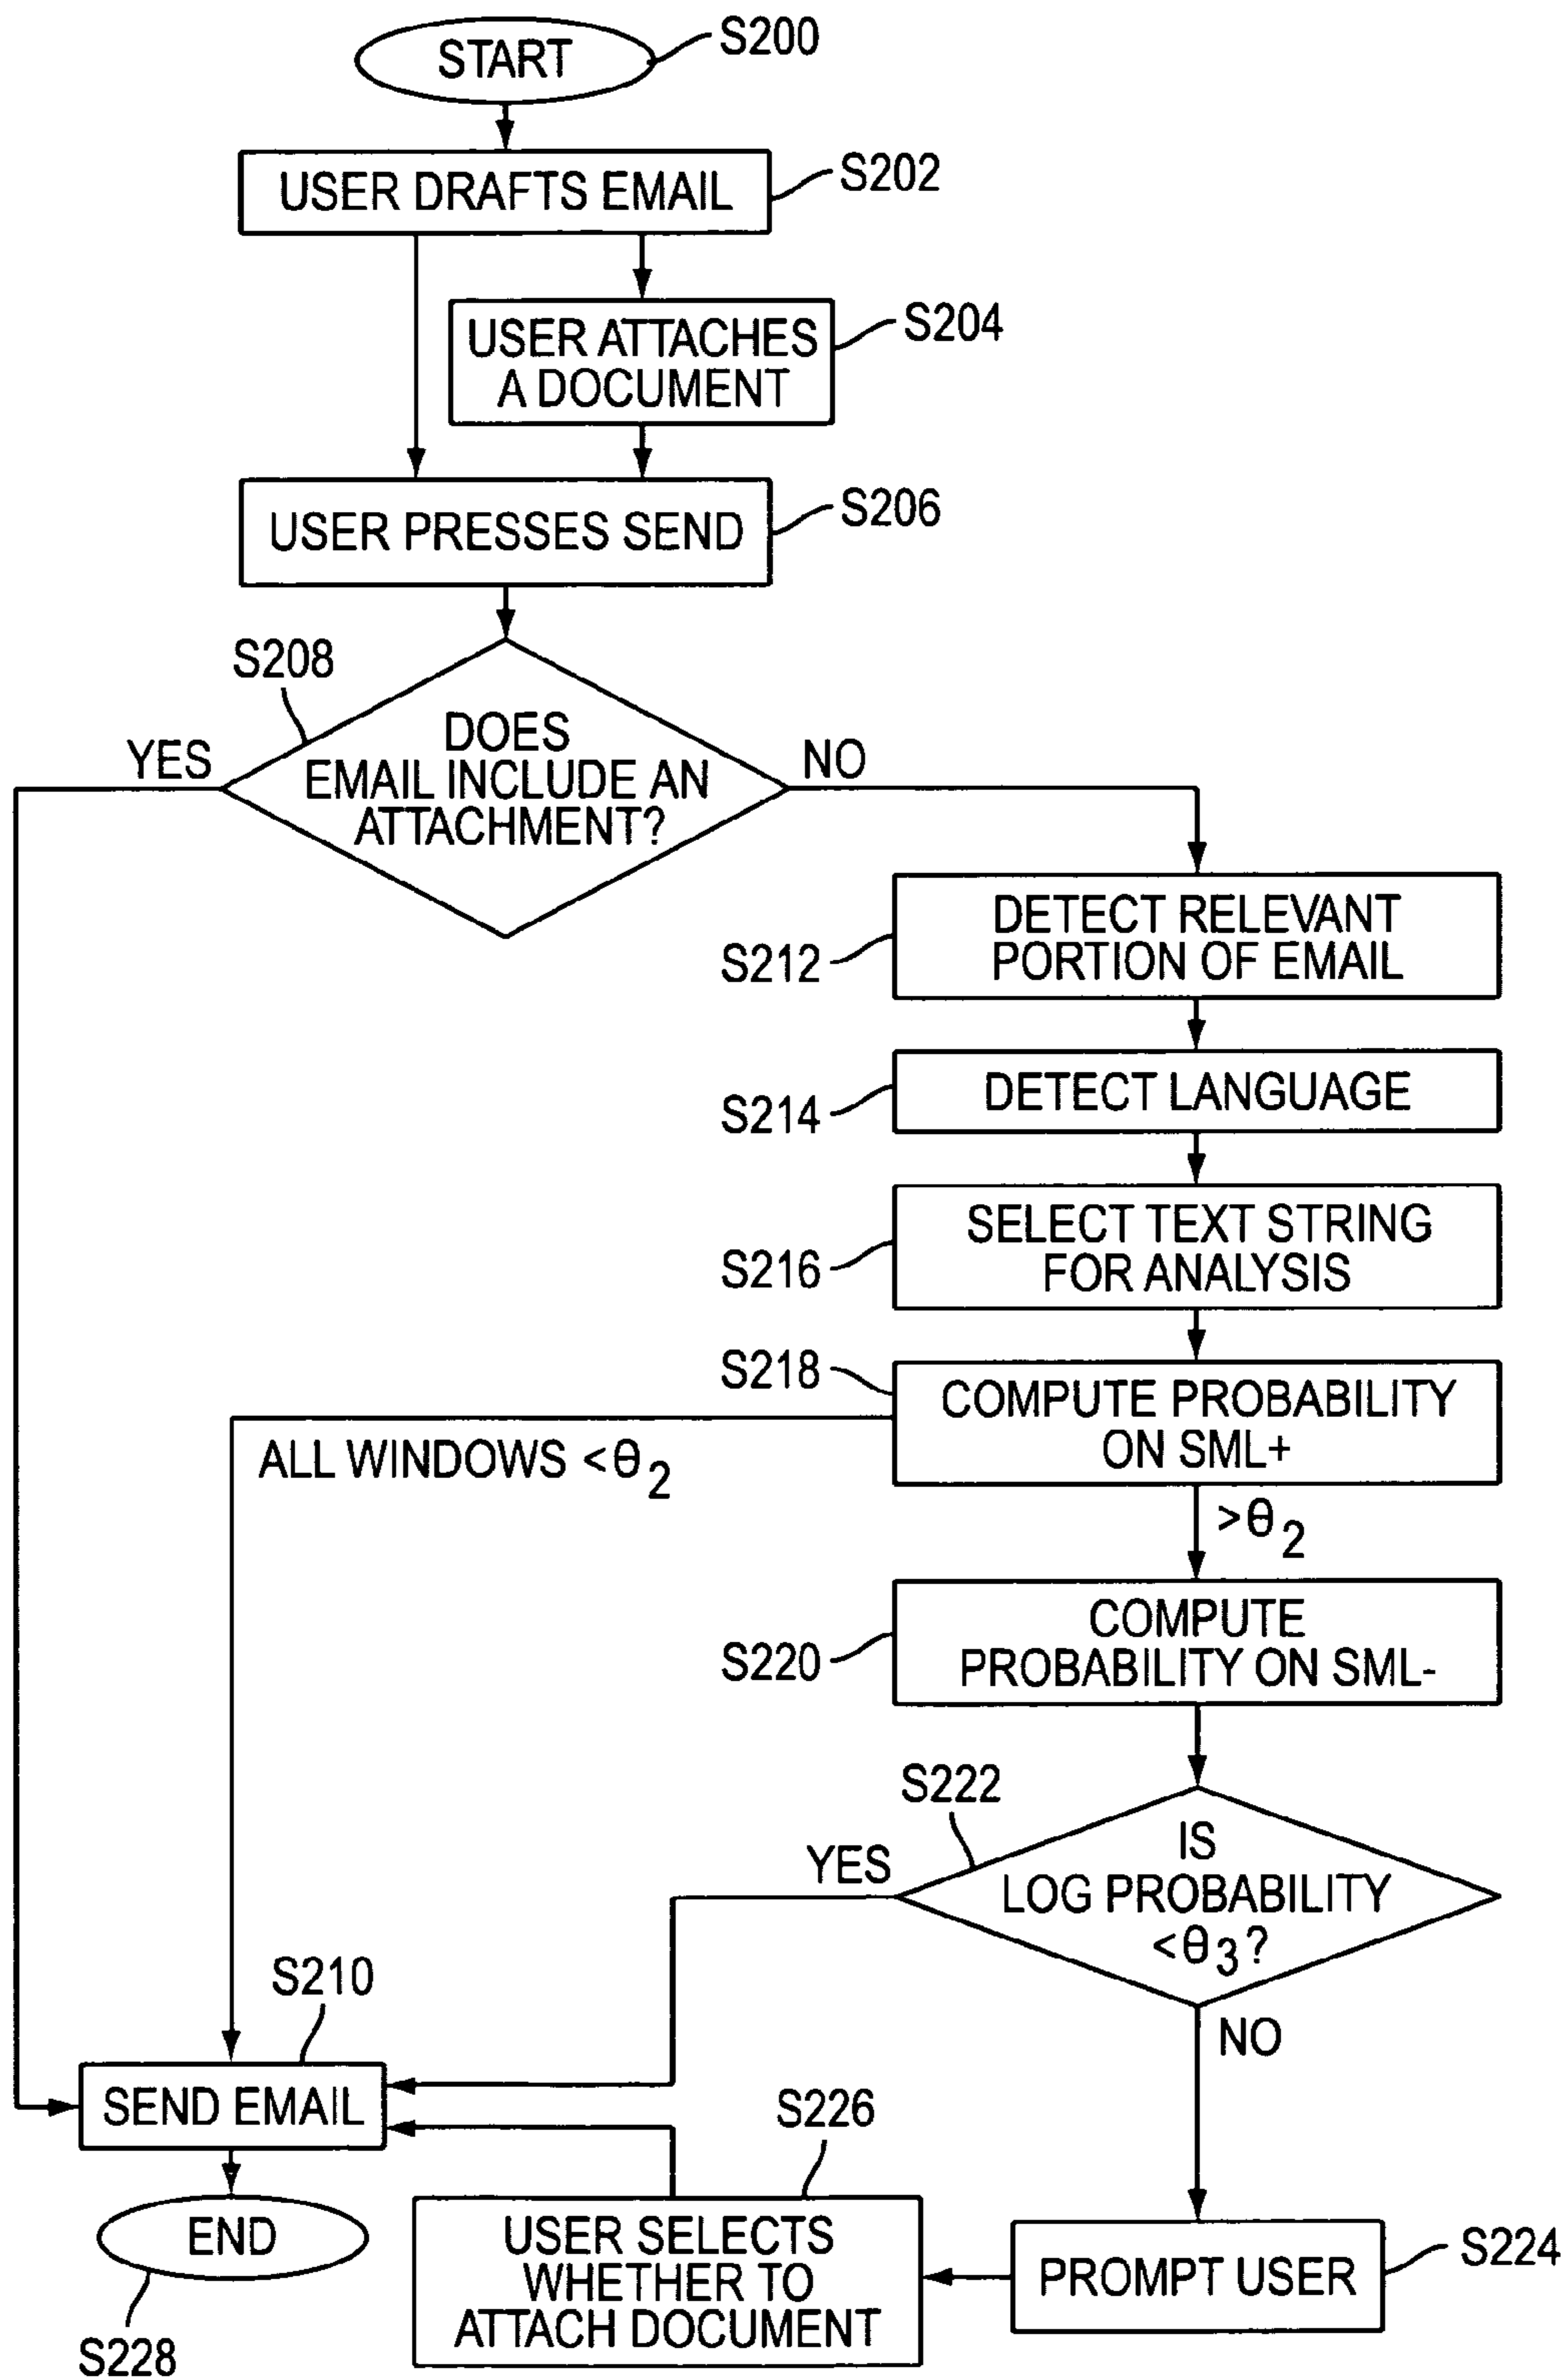 START
S200
USER DRAFTS EMAIL
S202
USER ATTACHES
A DOCUMENT
S204
USER PRESSES SEND
S206
S208
DOES
EMAIL INCLUDE AN
ATTACHMENT?
YES
NO
DETECT RELEVANT
PORTION OF EMAIL
S212
DETECT LANGUAGE
S214
SELECT TEXT STRING
FOR ANALYSIS
S216
S218
COMPUTE PROBABILITY
ON SML+
ALL WINDOWS <θ2
>θ2
COMPUTE
PROBABILITY ON SML-
S220
S222
IS
LOG PROBABILITY
<θ3?
YES
NO
S210
SEND EMAIL
S226
USER SELECTS
WHETHER TO
ATTACH DOCUMENT
PROMPT USER
S224
END
S228